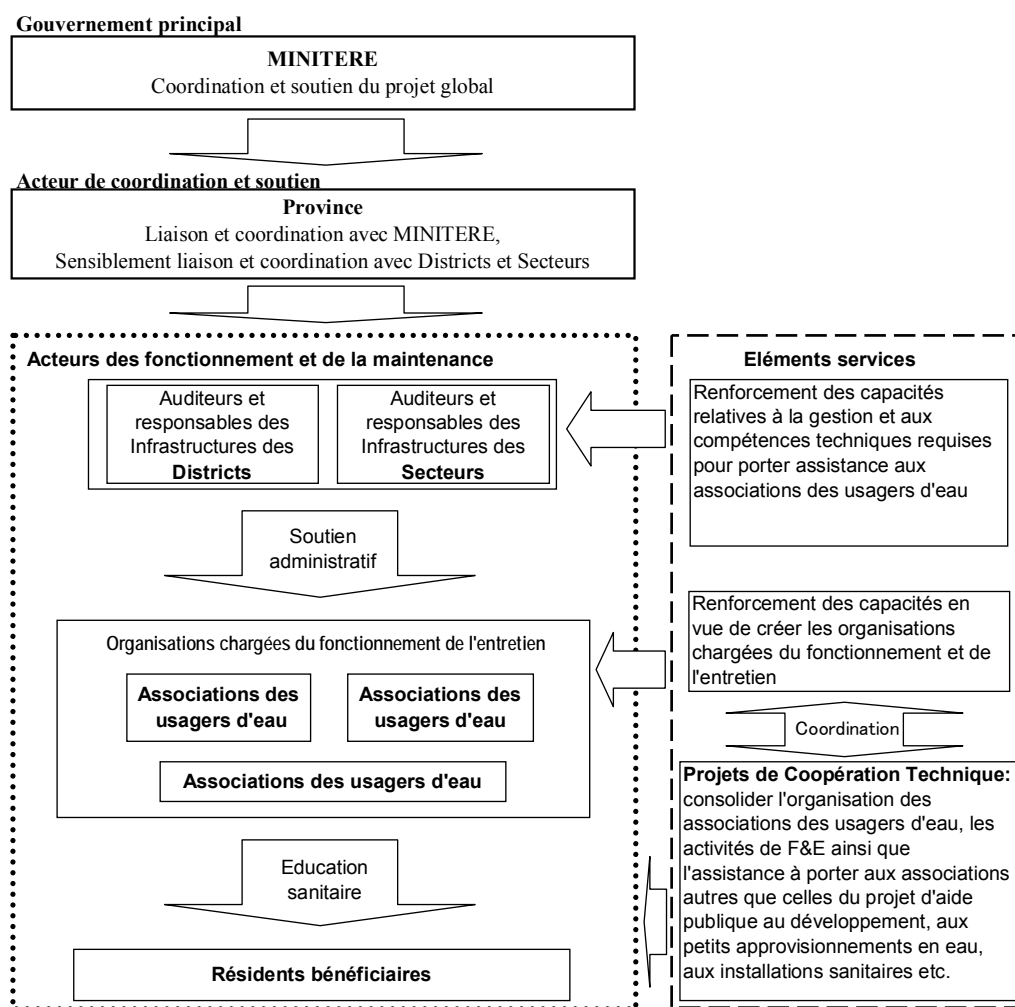 Gouvernement principal
MINITERE
Coordination et soutien du projet global
Acteur de coordination et soutien
Province
Liaison et coordination avec MINITERE,
Sensiblement liaison et coordination avec Districts et Secteurs
Acteurs des fonctionnement et de la maintenance
Auditeurs et
responsables des
Infrastructures des
Districts
Auditeurs et
responsables des
Infrastructures des
Secteurs
Soutien
administratif
Organisations chargées du fonctionnement de l'entretien
Associations des
usagers d'eau
Associations des
usagers d'eau
Associations des usagers d'eau
Education
sanitaire
Résidents bénéficiaires
Eléments services
Renforcement des capacités
relatives à la gestion et aux
compétences techniques requises
pour porter assistance aux
associations des usagers d'eau
Renforcement des capacités en
vue de créer les organisations
chargées du fonctionnement et de
l'entretien
Coordination
Projets de Coopération Technique:
consolider l'organisation des
associations des usagers d'eau, les
activités de F&E ainsi que
l'assistance à porter aux associations
autres que celles du projet d'aide
publique au développement, aux
petits approvisionnements en eau,
aux installations sanitaires etc.